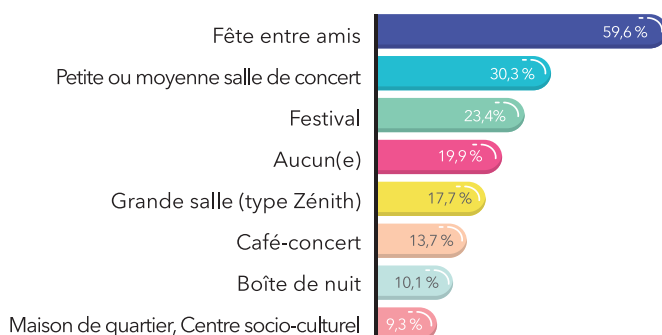 Fête entre amis 59,6 %
Petite ou moyenne salle de concert 30,3 %
Festival 23,4%
Aucun(e) 19,9 %
Grande salle (type Zénith) 17,7 %
Café-concert 13,7 %
Boîte de nuit 10,1 %
Maison de quartier, Centre socio-culturel 9,3 %